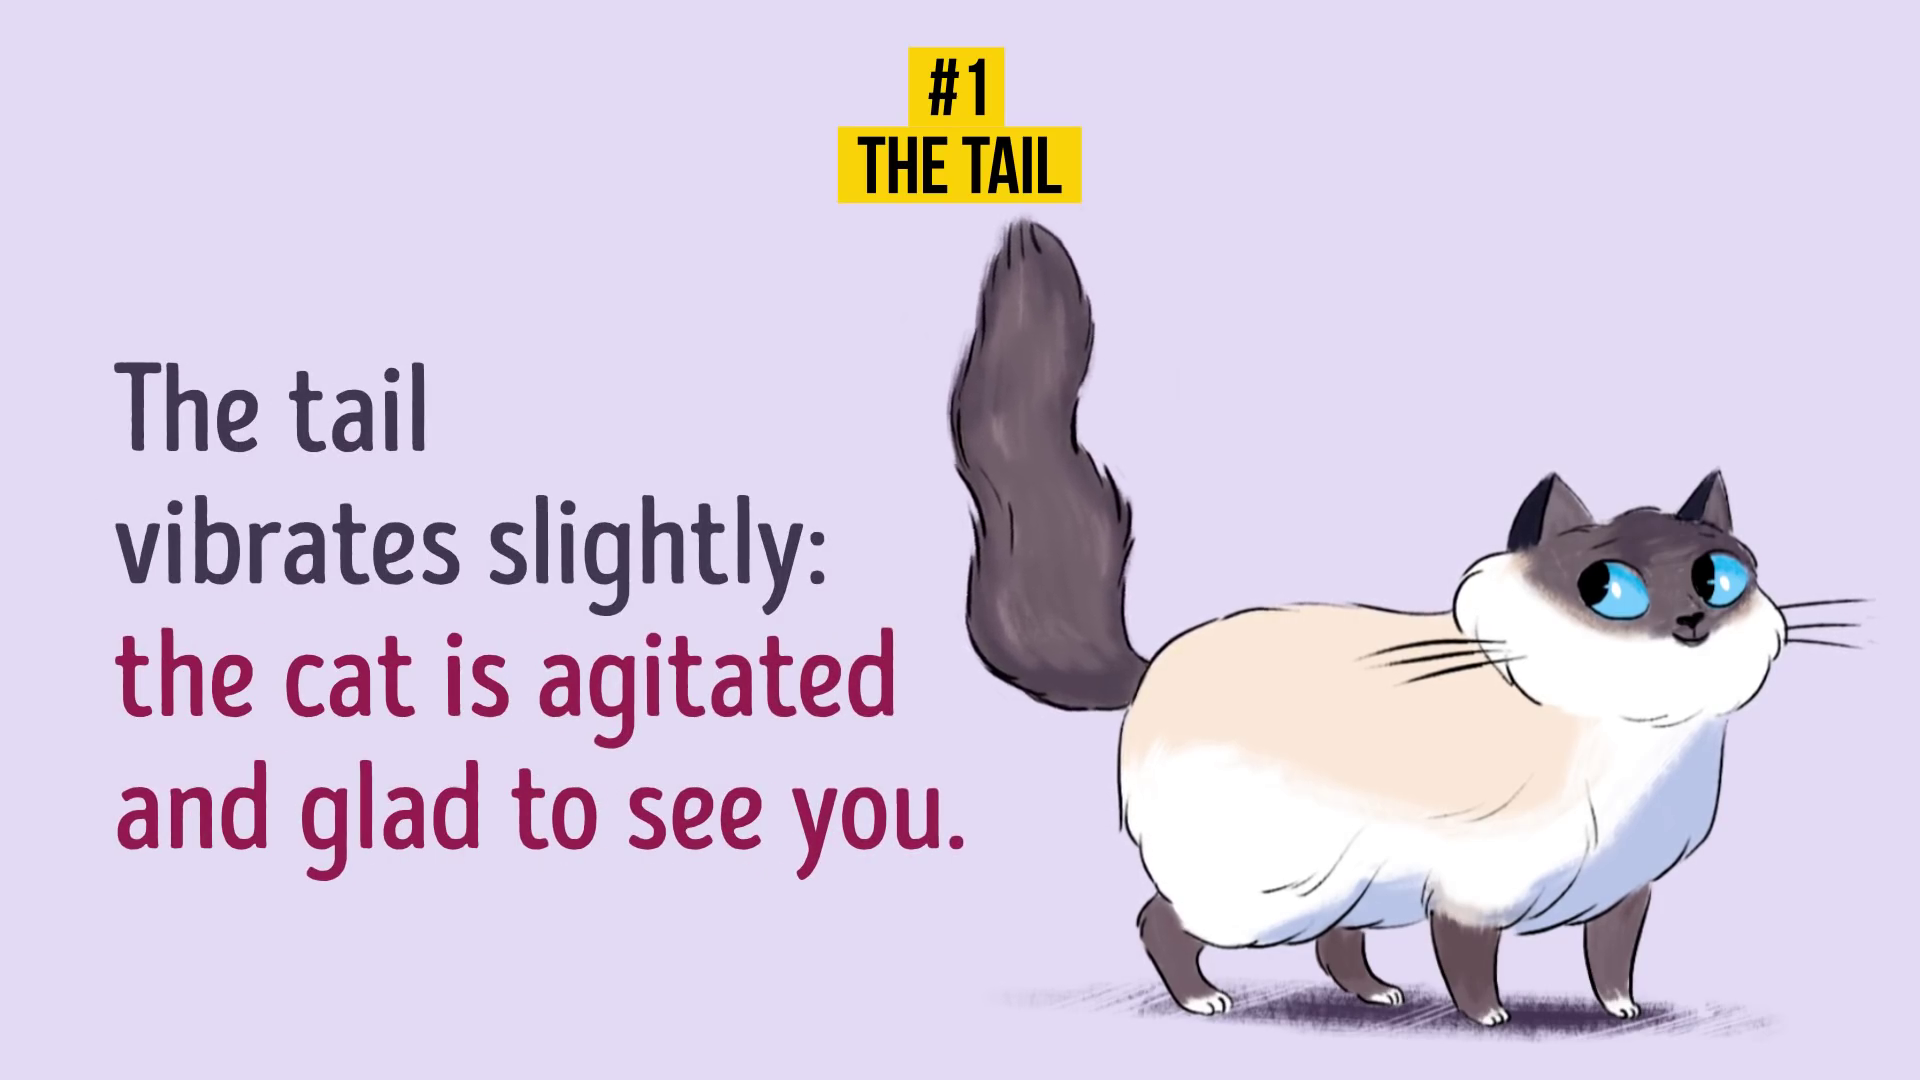 #1
THE TAIL
The tail
vibrates slightly:
the cat is agitated
and glad to see you.